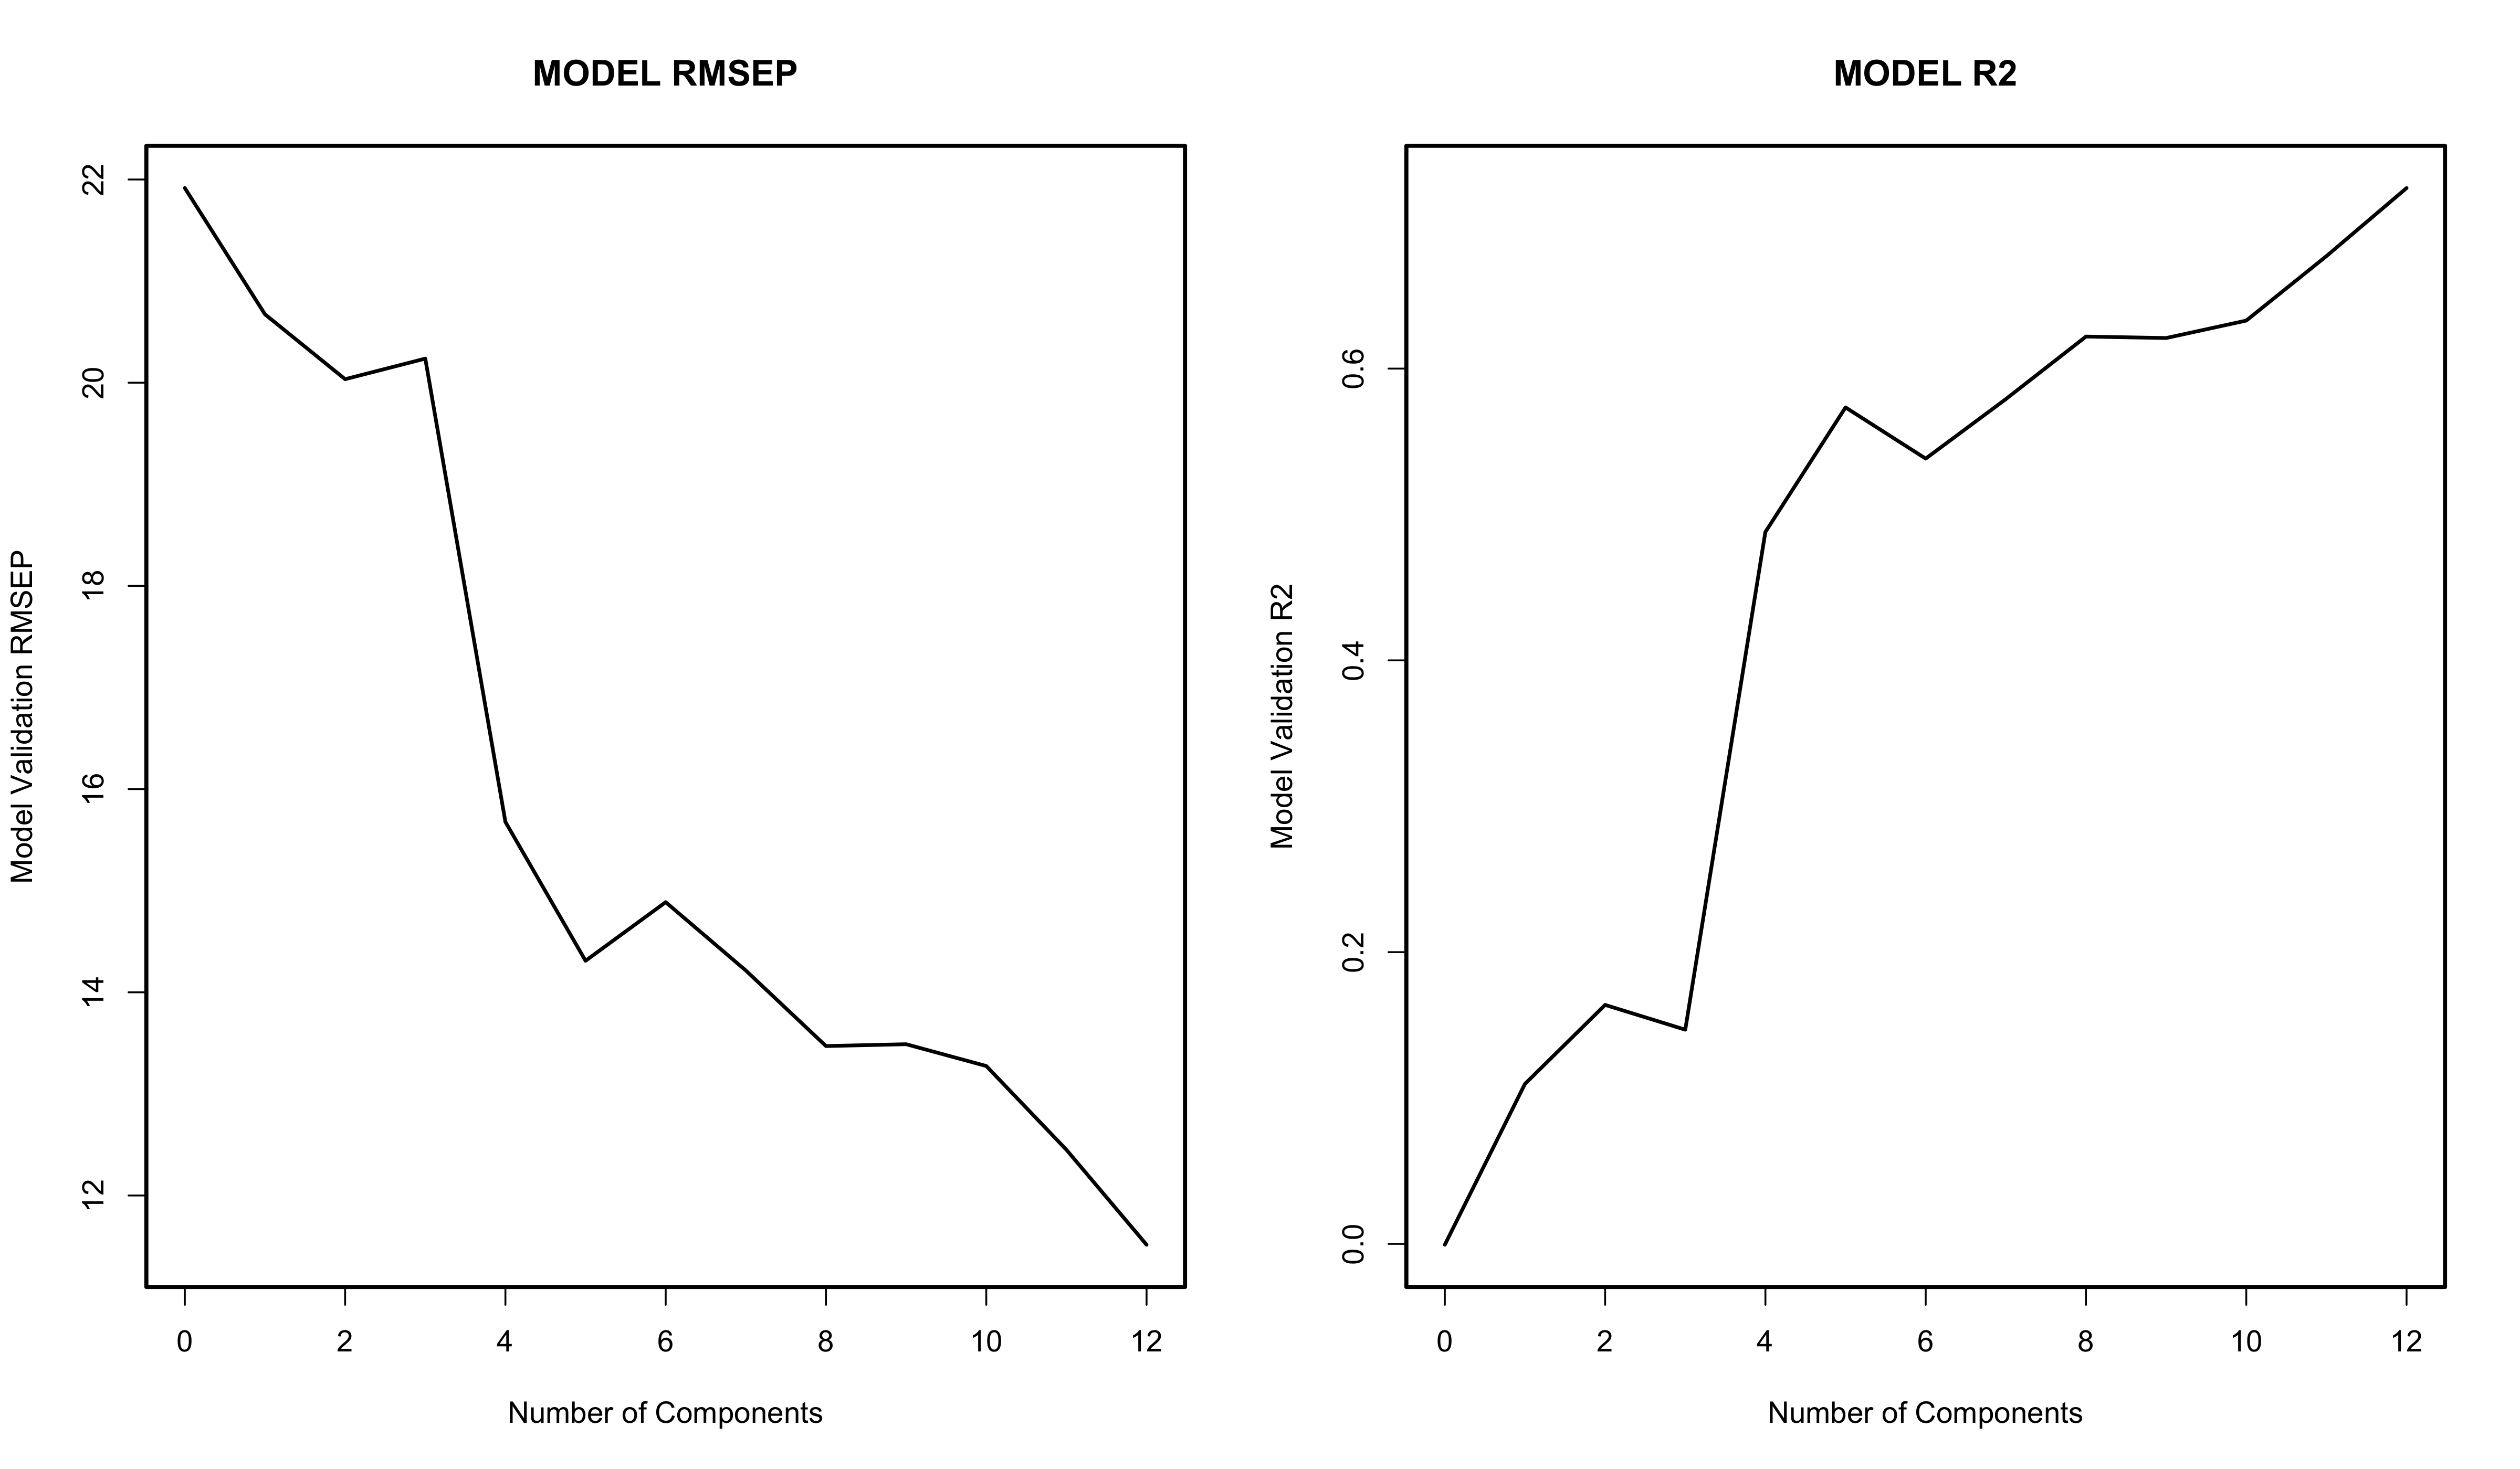 MODEL RMSEP
Model Validation RMSEP
22
20
18
16
14
12
0 2 4 6 8 10 12
Number of Components
MODEL R2
Model Validation R2
0.6
0.4
0.2
0.0
0 2 4 6 8 10 12
Number of Components